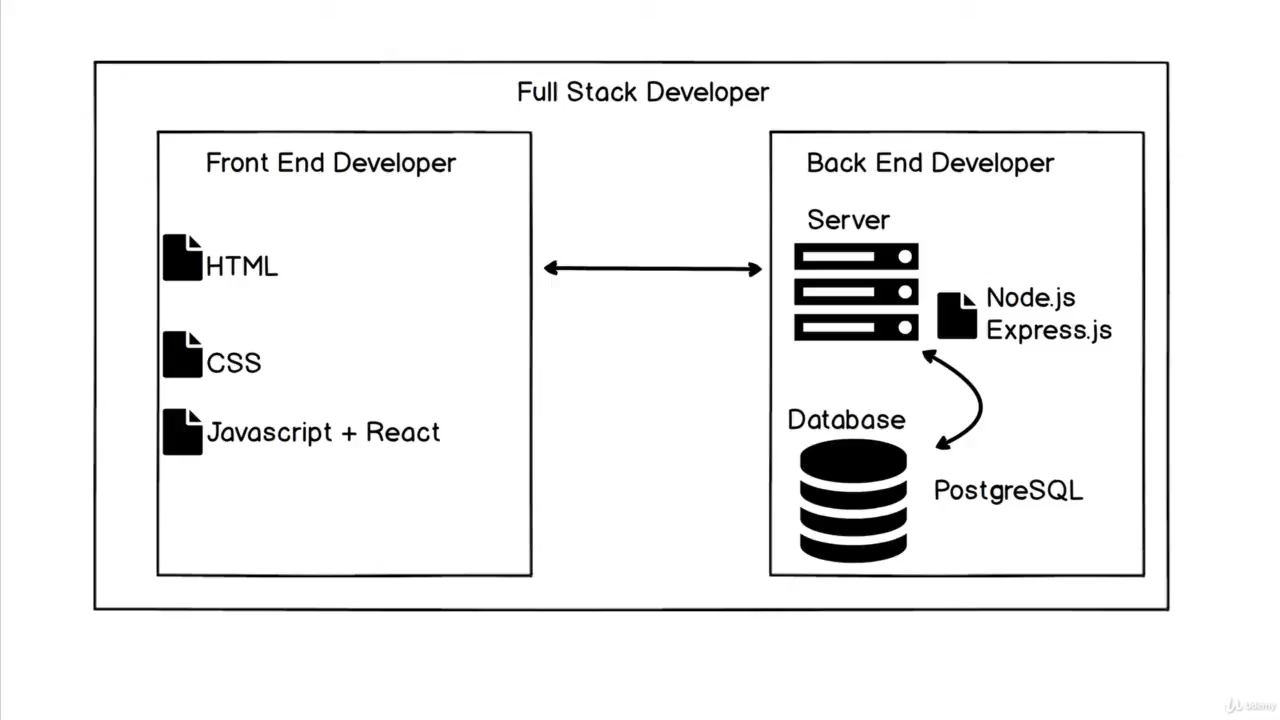 Full Stack Developer
Front End Developer
HTML
CSS
Javascript + React
Back End Developer
Server
Node.js
Express.js
Database
PostgreSQL
Udemy